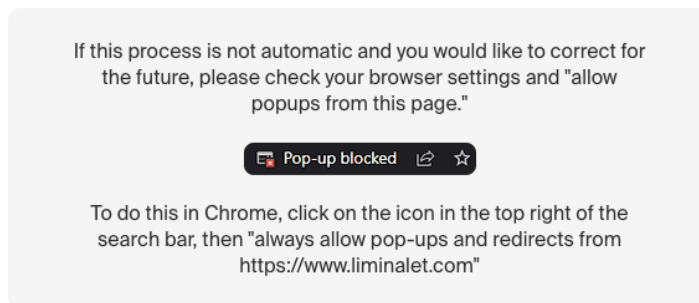 If this process is not automatic and you would like to correct for
the future, please check your browser settings and "allow
popups from this page."
Pop-up blocked
To do this in Chrome, click on the icon in the top right of the
search bar, then "always allow pop-ups and redirects from
https://www.liminalet.com"